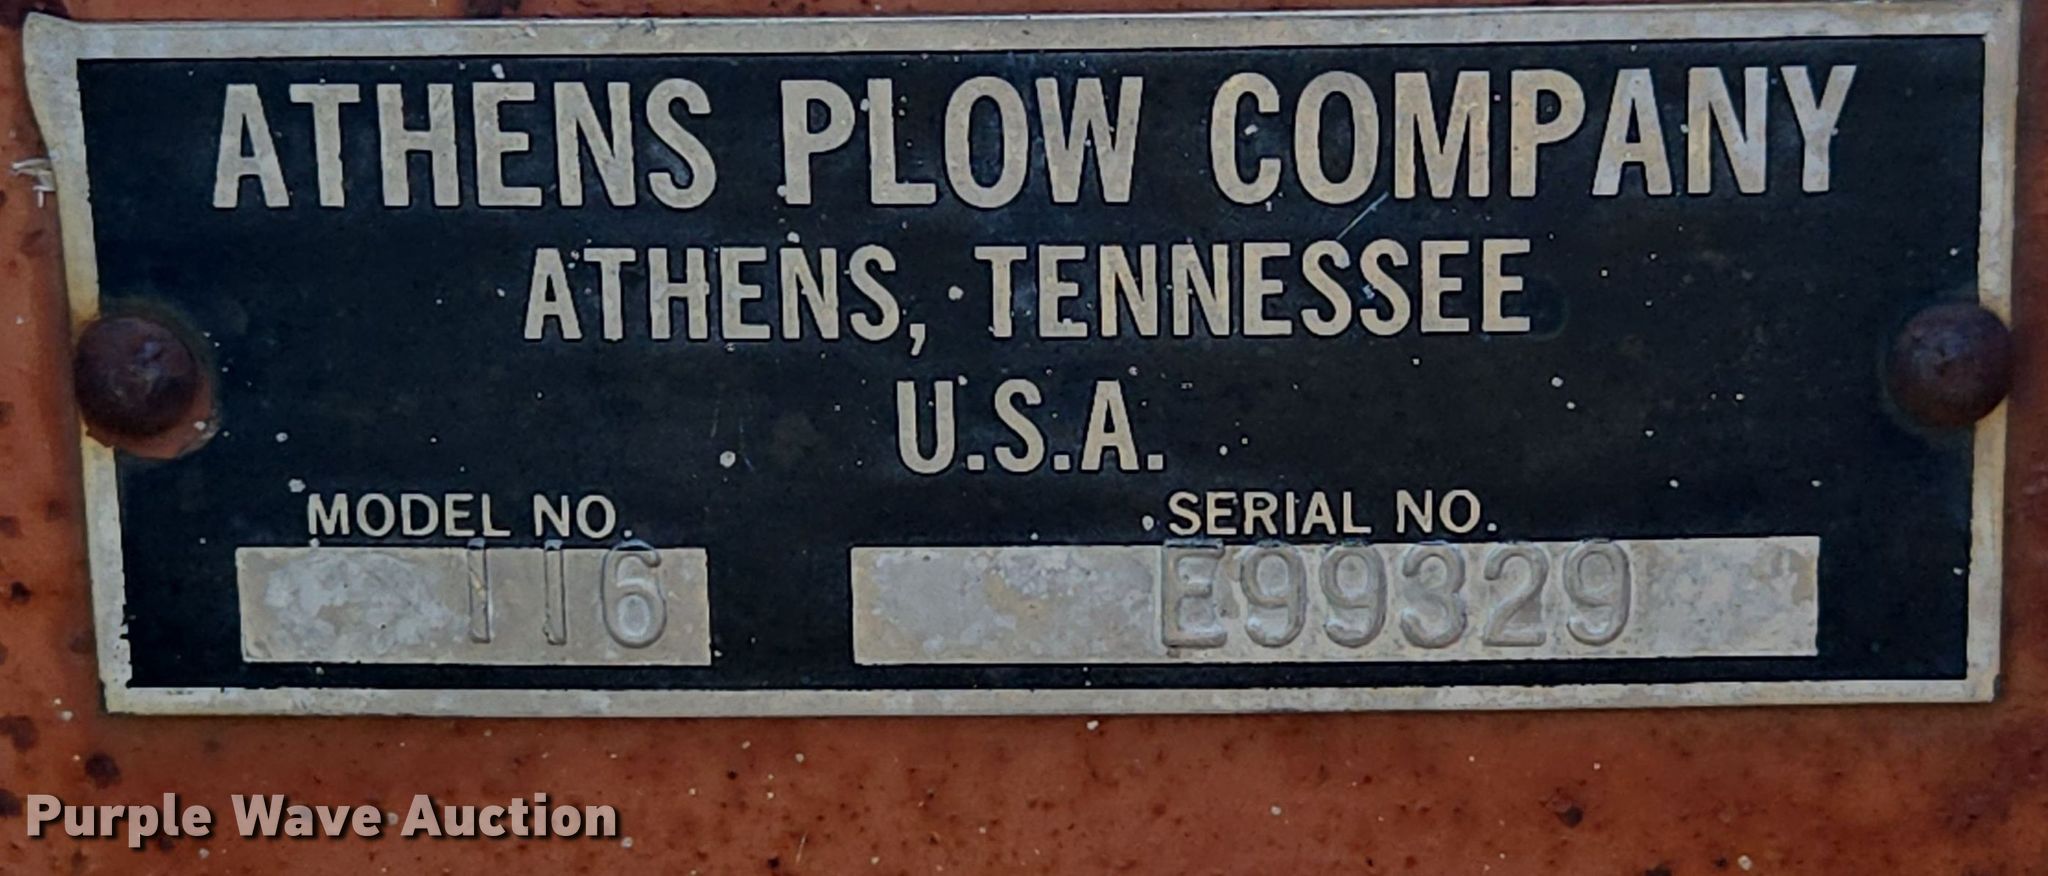 ATHENS PLOW COMPANY
ATHENS, TENNESSEE
U.S.A.
MODEL NO. SERIAL NO.
116 E99329
Purple Wave Auction